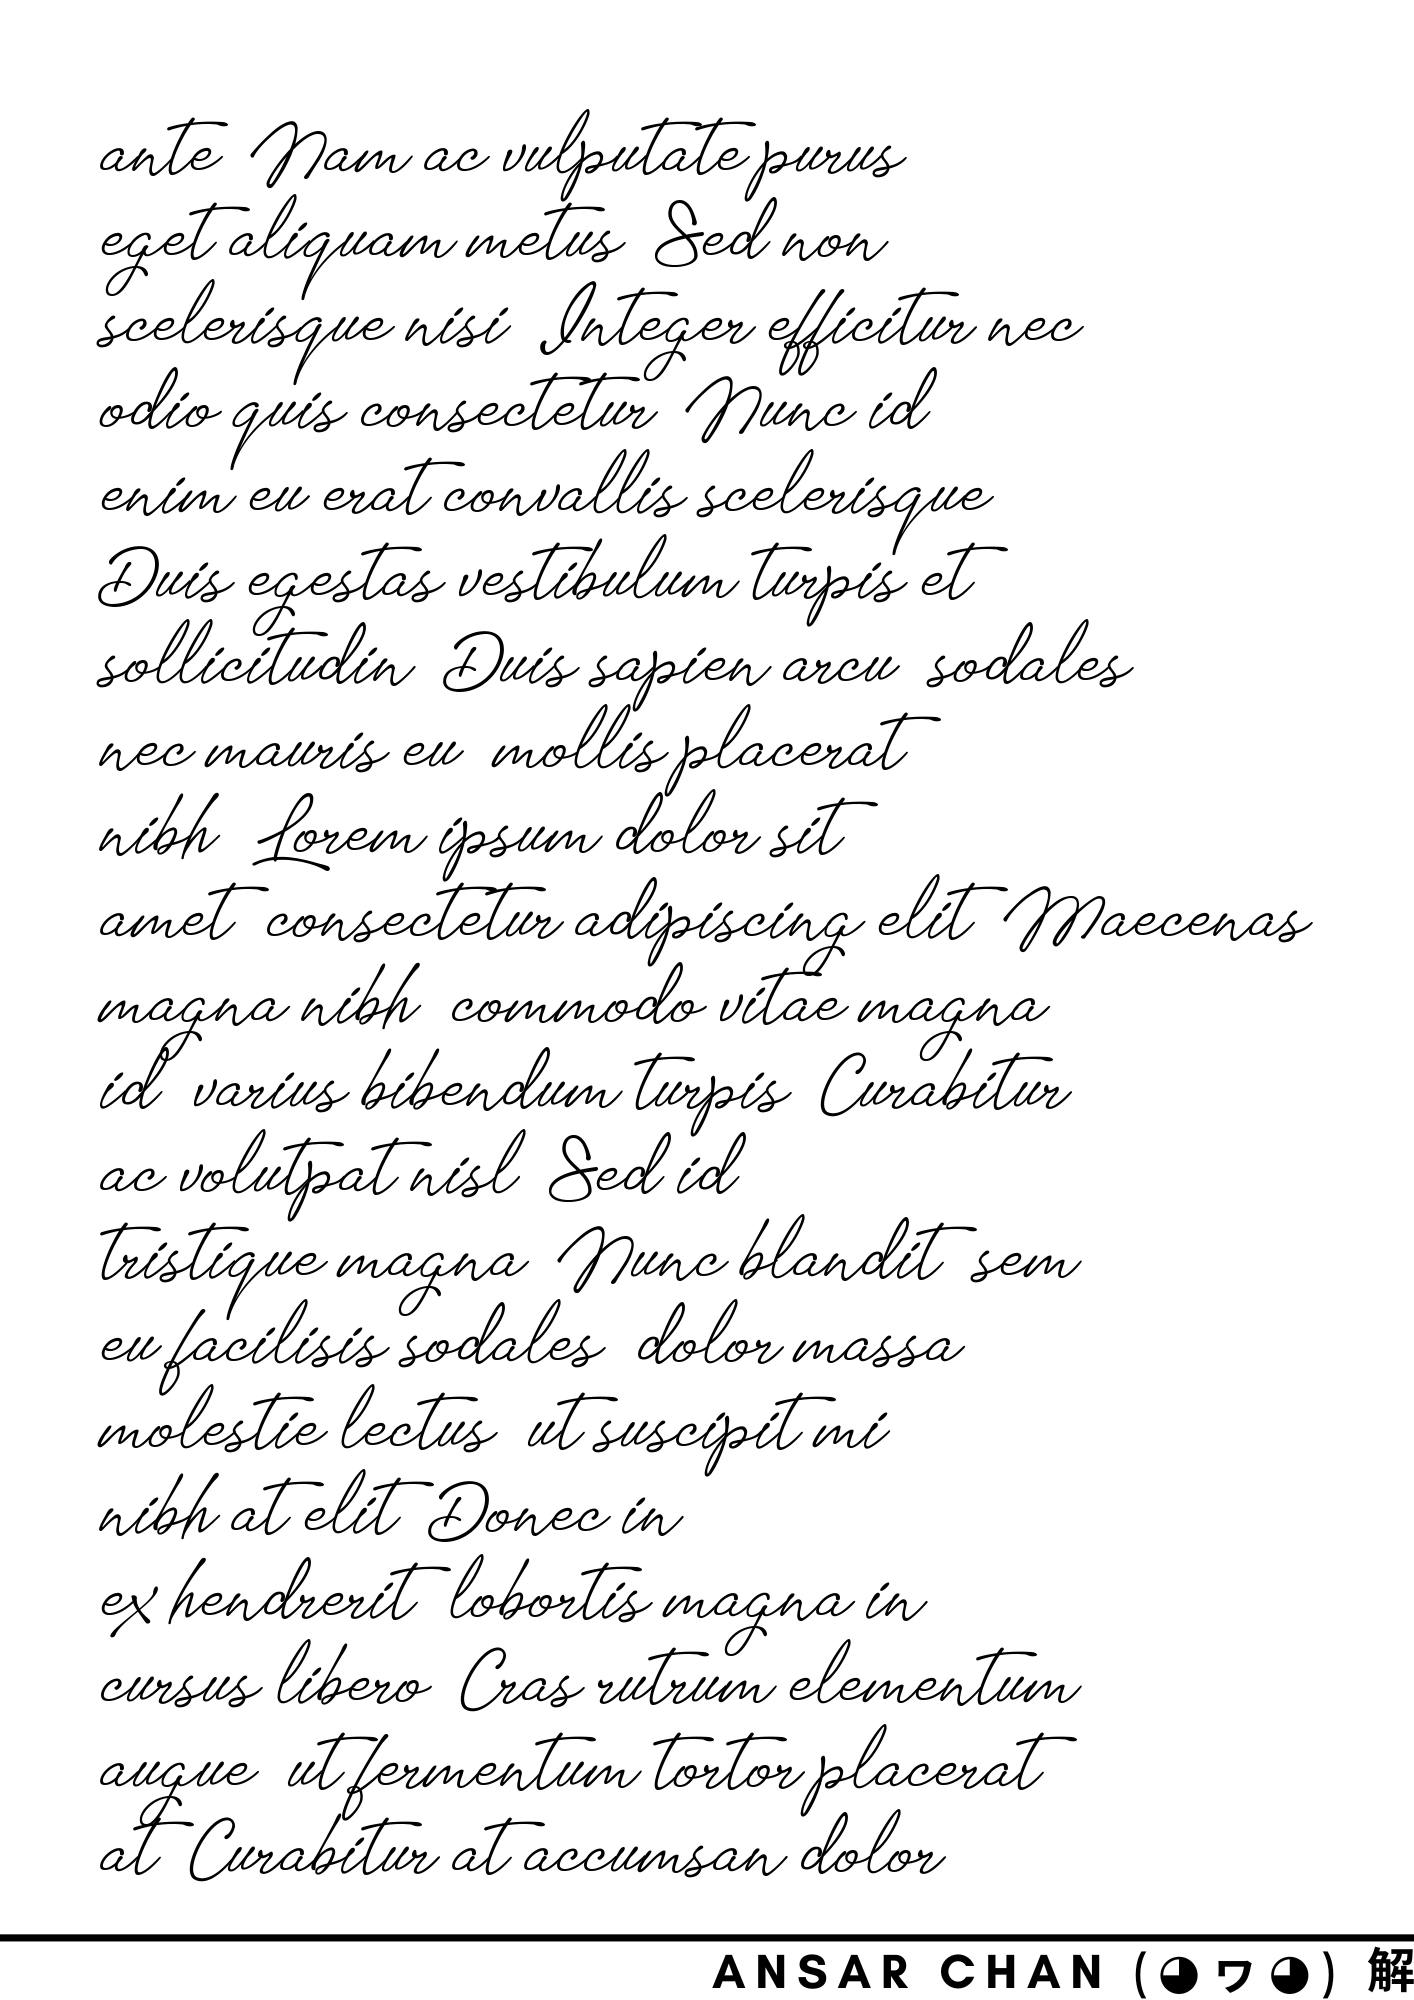 ante Nam ac vulputate purus
eget aliquam metus Sed non
scelerisque nisi Integer efficitur nec
odio quis consectetur Nunc id
enim eu erat convallis scelerisque
Duis egestas vestibulum turpis et
sollicitudin Duis sapien arcu sodales
nec mauris eu mollis placerat
nibh Lorem ipsum dolor sit
amet consectetur adipiscing elit Maecenas
magna nibh commodo vitae magna
id varius bibendum turpis Curabitur
ac volutpat nisl Sed id
tristique magna Nunc blandit sem
eu facilisis sodales dolor massa
molestie lectus ut suscipit mi
nibh at elit Donec in
ex hendrerit lobortis magna in
cursus libero Cras rutrum elementum
augue ut fermentum tortor placerat
at Curabitur at accumsan dolor
ANSAR CHAN (◕ヮ◕) 解